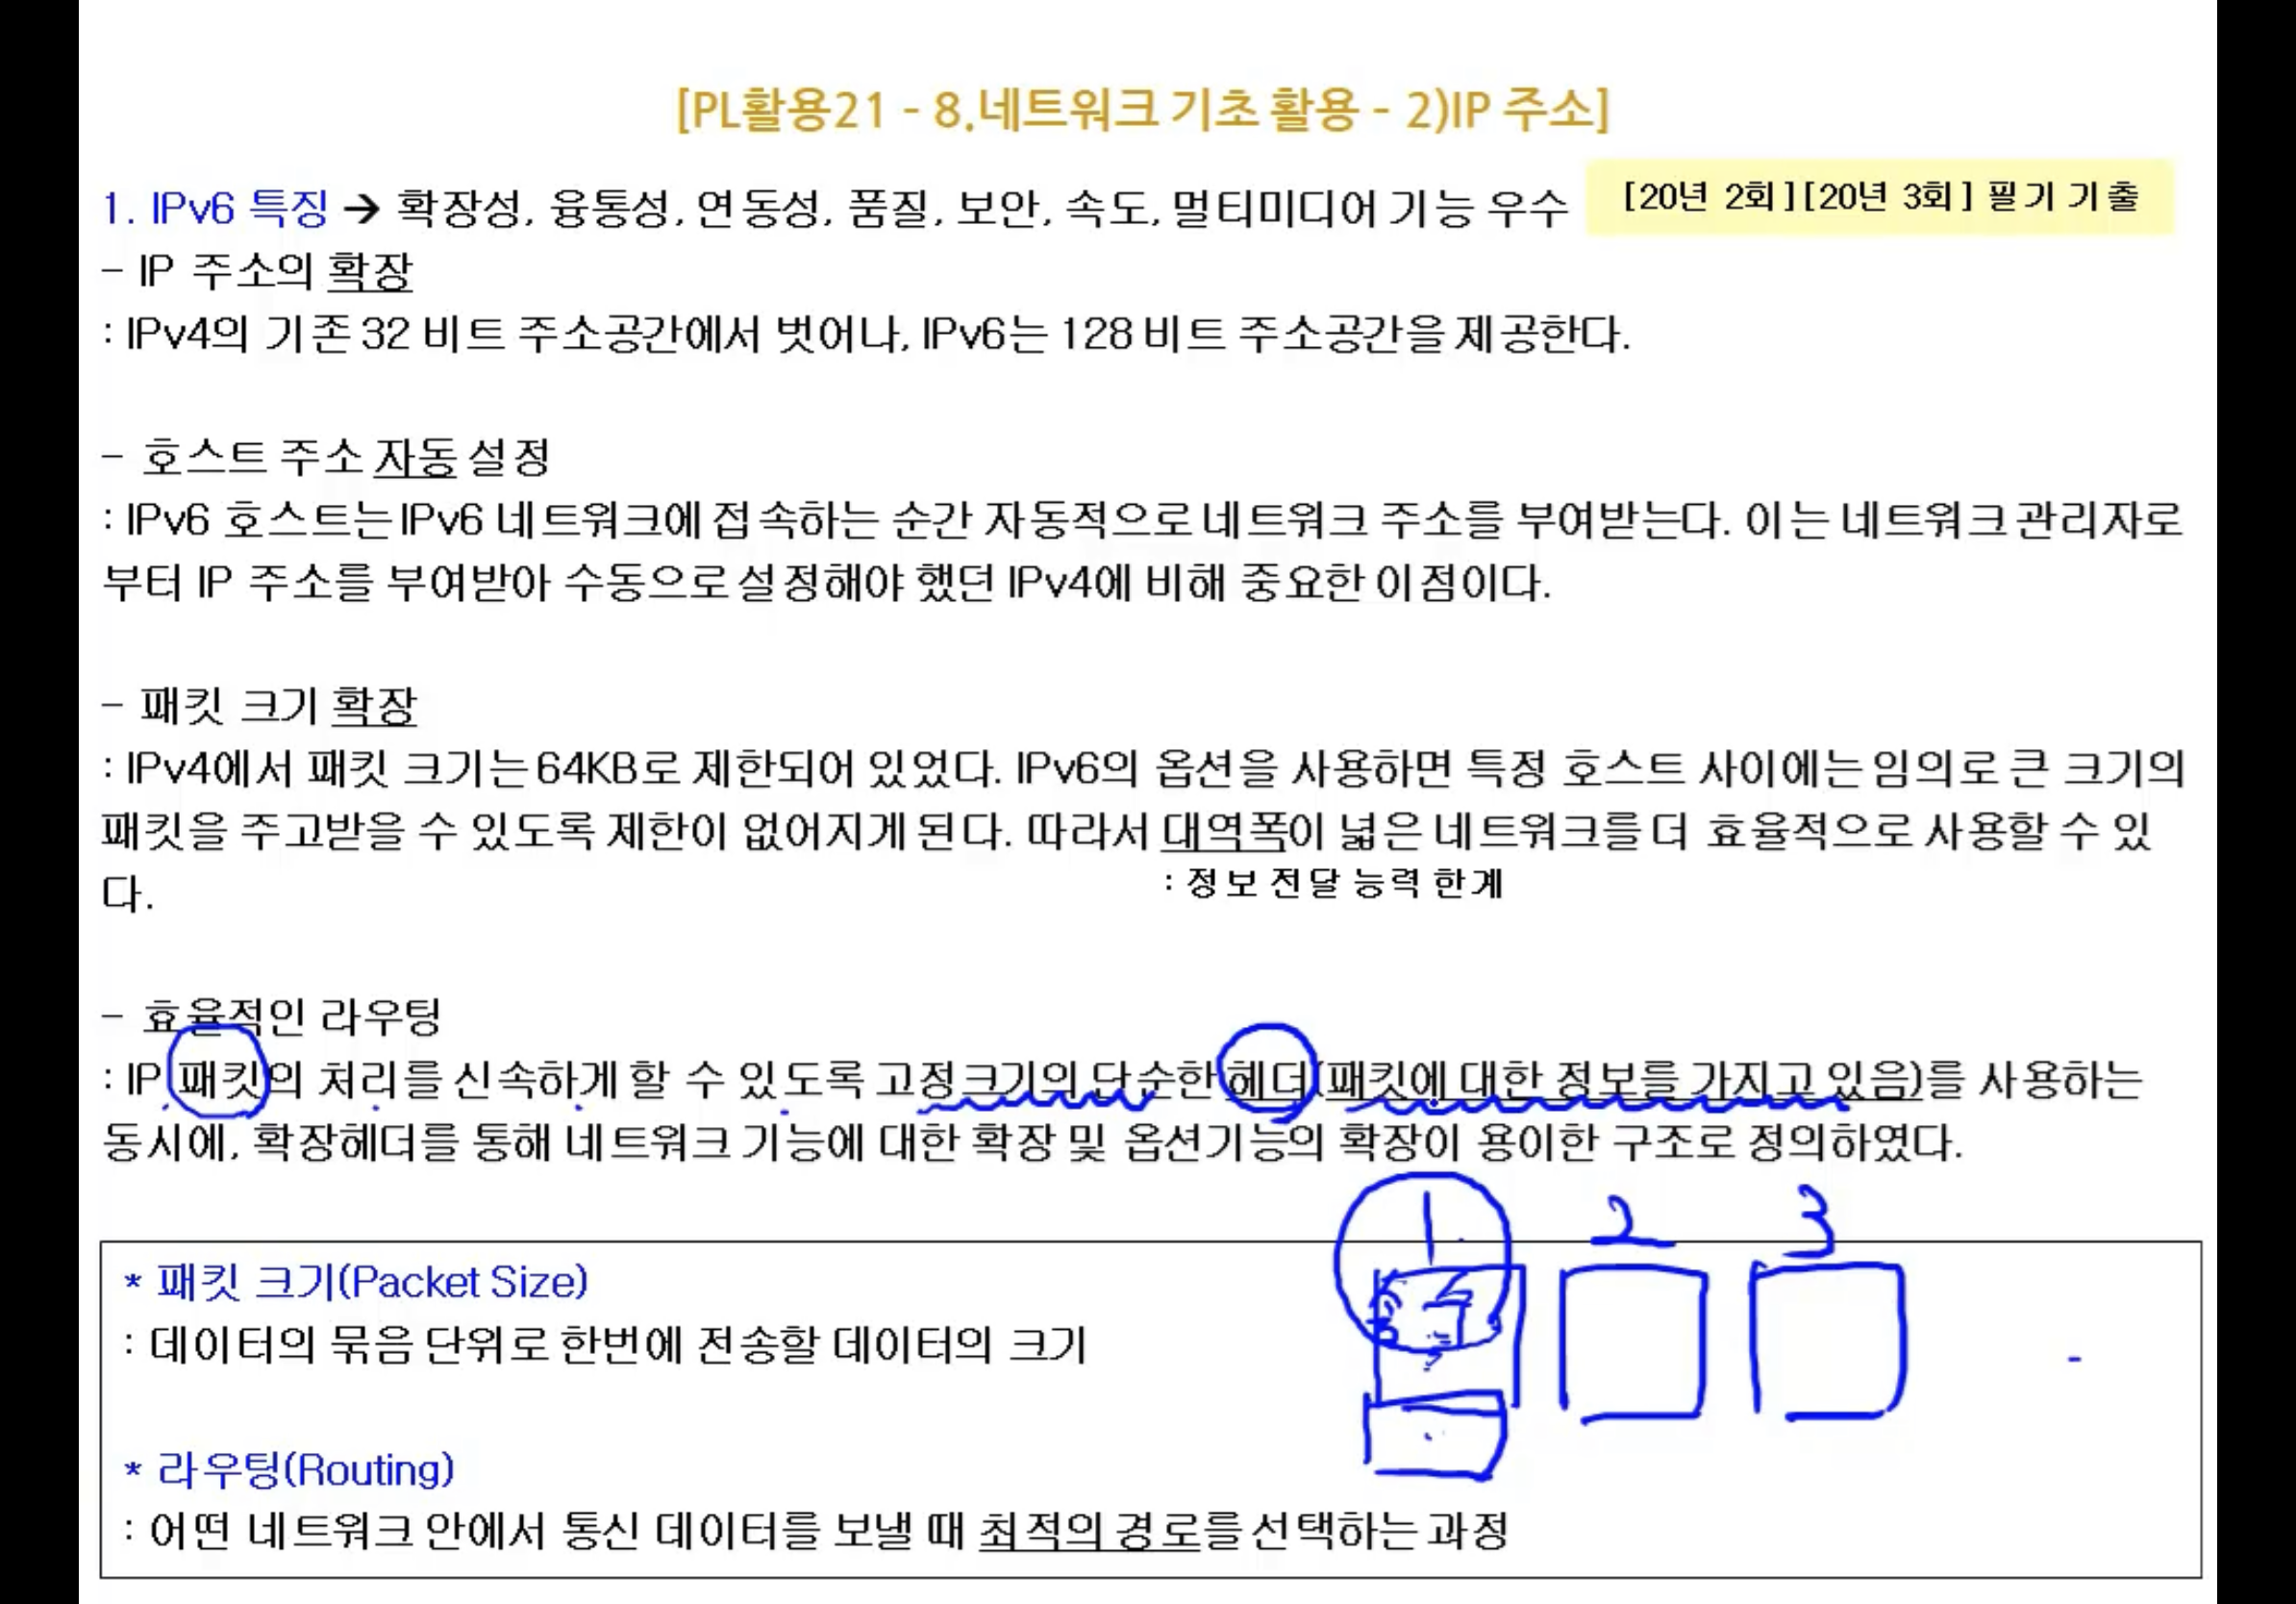 [PL활용21 - 8.네트워크 기초 활용 - 2)IP 주소]
1. IPv6 특징 → 확장성, 융통성, 연동성, 품질, 보안, 속도, 멀티미디어 기능 우수
[20년 2회][20년 3회] 필기 기출
- IP 주소의 확장
: IPv4의 기존 32 비트 주소공간에서 벗어나, IPv6는 128 비트 주소공간을 제공한다.
- 호스트 주소 자동 설정
: IPv6 호스트는 IPv6 네트워크에 접속하는 순간 자동적으로 네트워크 주소를 부여받는다. 이는 네트워크 관리자로
부터 IP 주소를 부여받아 수동으로 설정해야 했던 IPv4에 비해 중요한 이점이다.
- 패킷 크기 확장
: IPv4에서 패킷 크기는 64KB로 제한되어 있었다. IPv6의 옵션을 사용하면 특정 호스트 사이에는 임의로 큰 크기의
패킷을 주고받을 수 있도록 제한이 없어지게 된다. 따라서 대역폭이 넓은 네트워크를 더 효율적으로 사용할 수 있
다.
: 정보 전달 능력 한계
- 효율적인 라우팅
: IP 패킷의 처리를 신속하게 할 수 있도록 고정크기의 단순한 헤더(패킷에 대한 정보를 가지고 있음)를 사용하는
동시에, 확장헤더를 통해 네트워크 기능에 대한 확장 및 옵션기능의 확장이 용이한 구조로 정의하였다.
1 2 3
* 패킷 크기(Packet Size)
: 데이터의 묶음 단위로 한번에 전송할 데이터의 크기
* 라우팅(Routing)
: 어떤 네트워크 안에서 통신 데이터를 보낼 때 최적의 경로를 선택하는 과정